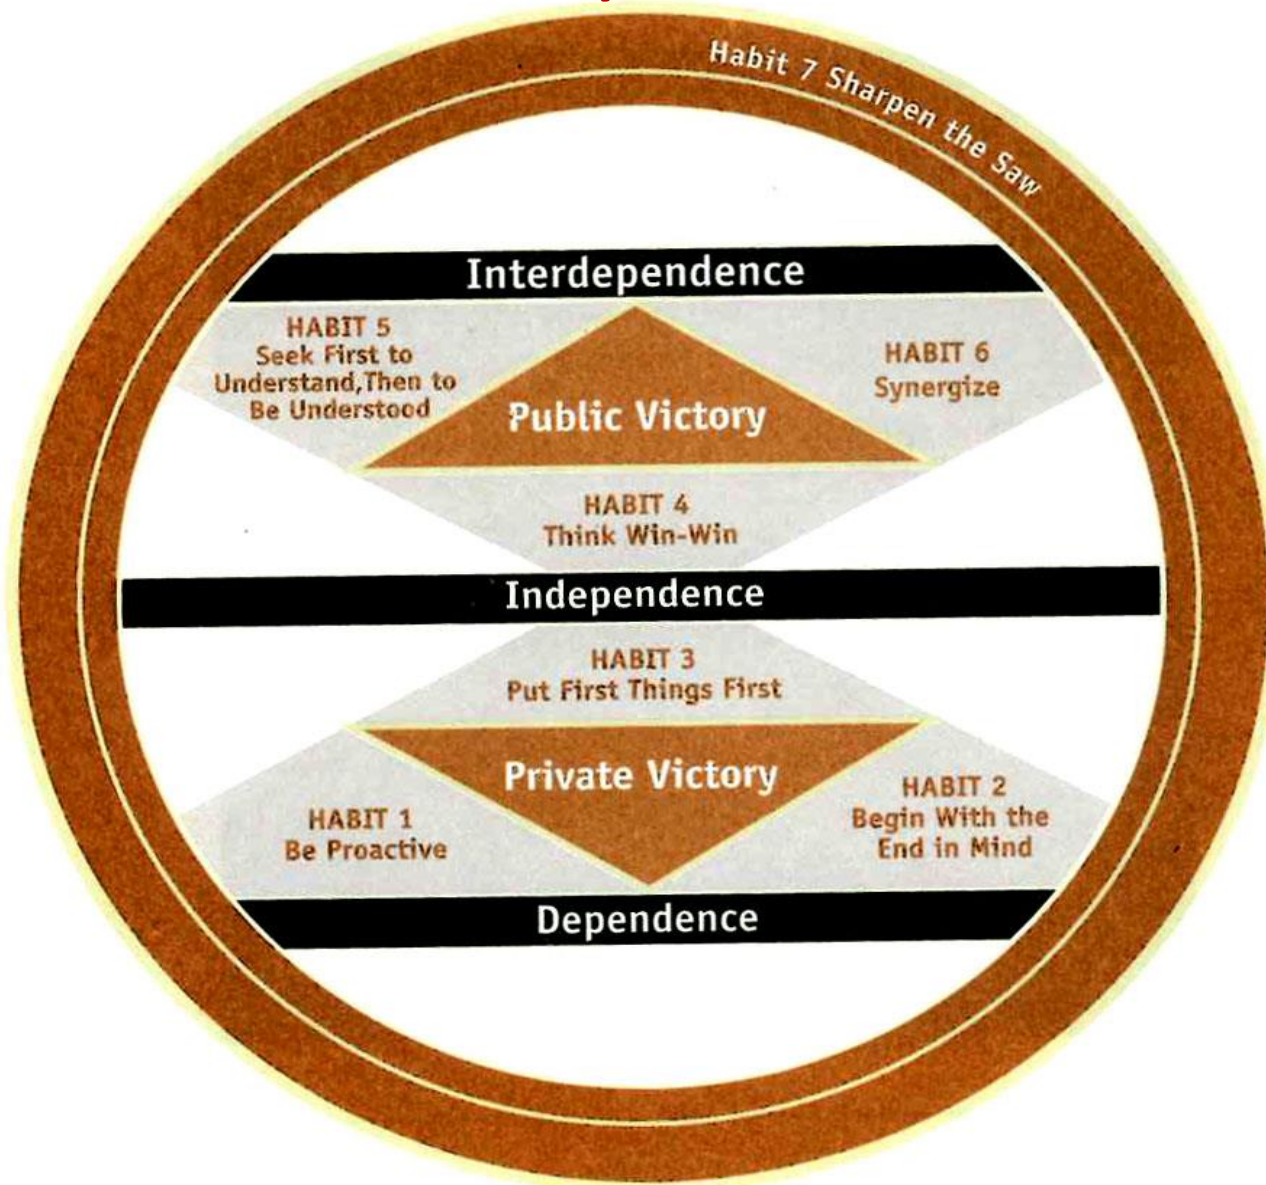 Habit 7 Sharpen the Saw
Interdependence
HABIT 5
Seek First to
Understand,Then to
Be Understood
HABIT 6
Synergize
Public Victory
HABIT 4
Think Win-Win
Independence
HABIT 3
Put First Things First
Private Victory
HABIT 1
Be Proactive
HABIT 2
Begin With the
End in Mind
Dependence